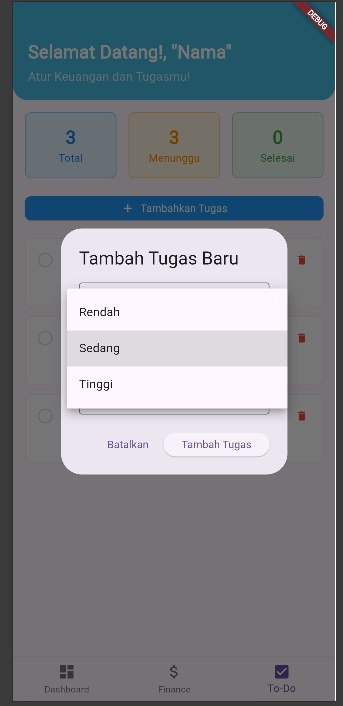 DEBUG
Selamat Datang!, "Nama"
Atur Keuangan dan Tugasmu!
3
Total
3
Menunggu
0
Selesai
+ Tambahkan Tugas
Tambah Tugas Baru
Rendah
Sedang
Tinggi
Batalkan
Tambah Tugas
Dashboard
Finance
To-Do